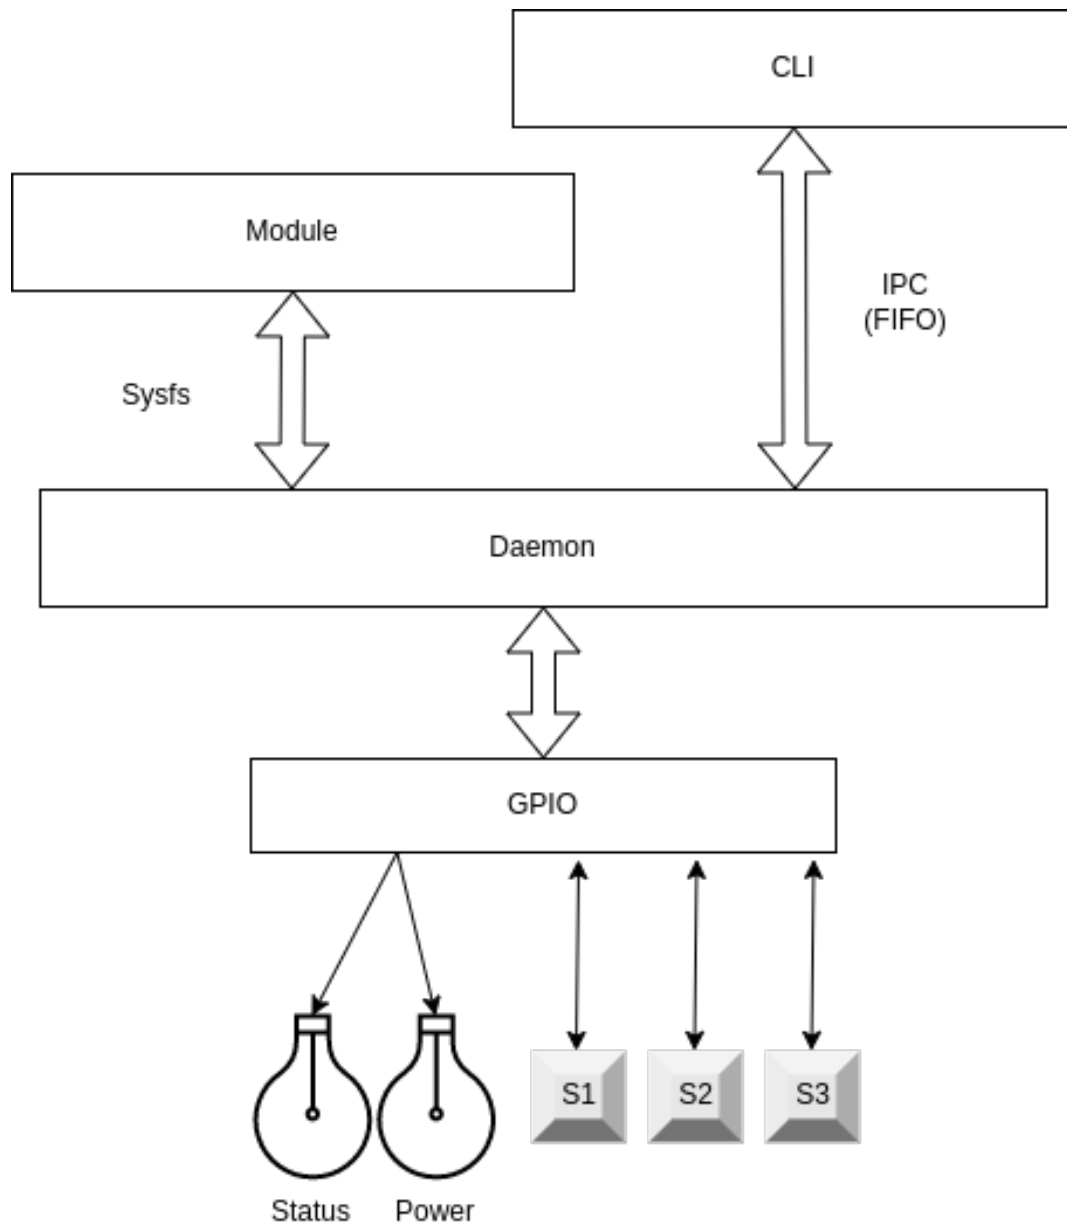 CLI
Module
IPC
(FIFO)
Sysfs
Daemon
GPIO
S1
S2
S3
Status
Power